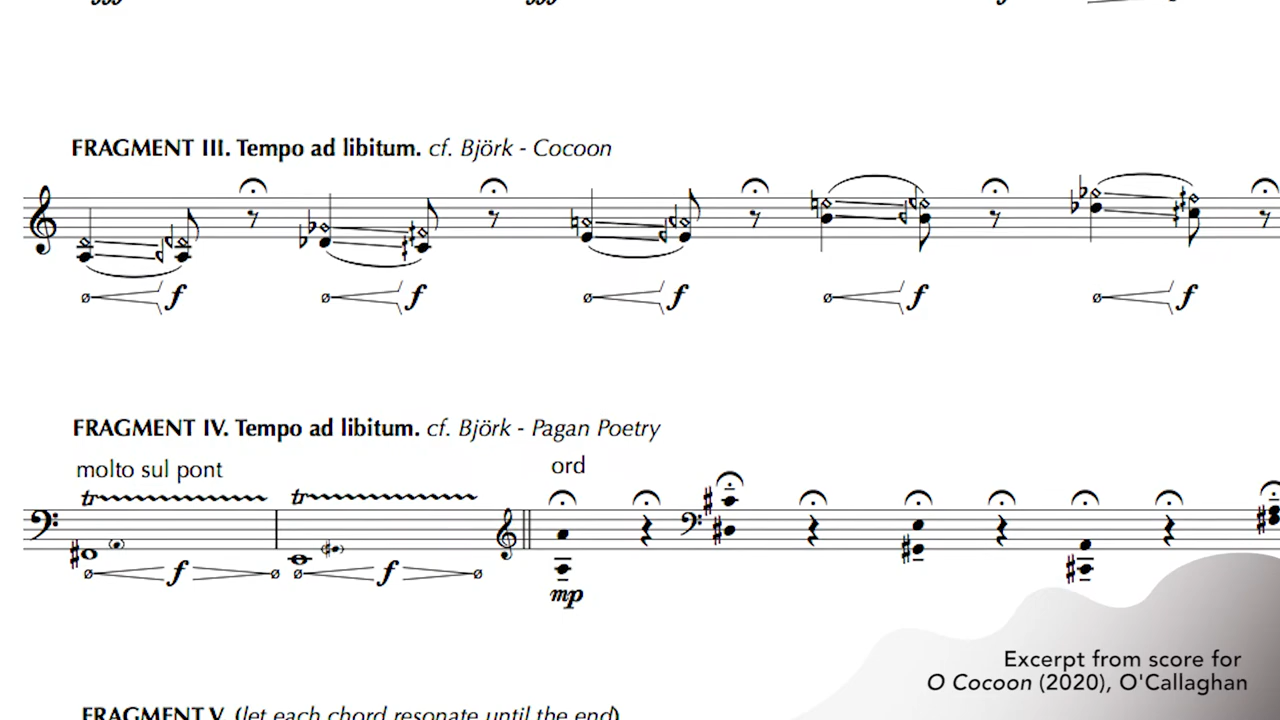 FRAGMENT III. Tempo ad libitum. cf. Björk - Cocoon
f f f f f
FRAGMENT IV. Tempo ad libitum. cf. Björk - Pagan Poetry
molto sul pont ord
tr tr
f f
mp
Excerpt from score for
O Cocoon (2020), O'Callaghan
FRAGMENT V. (let each chord resonate until the end)